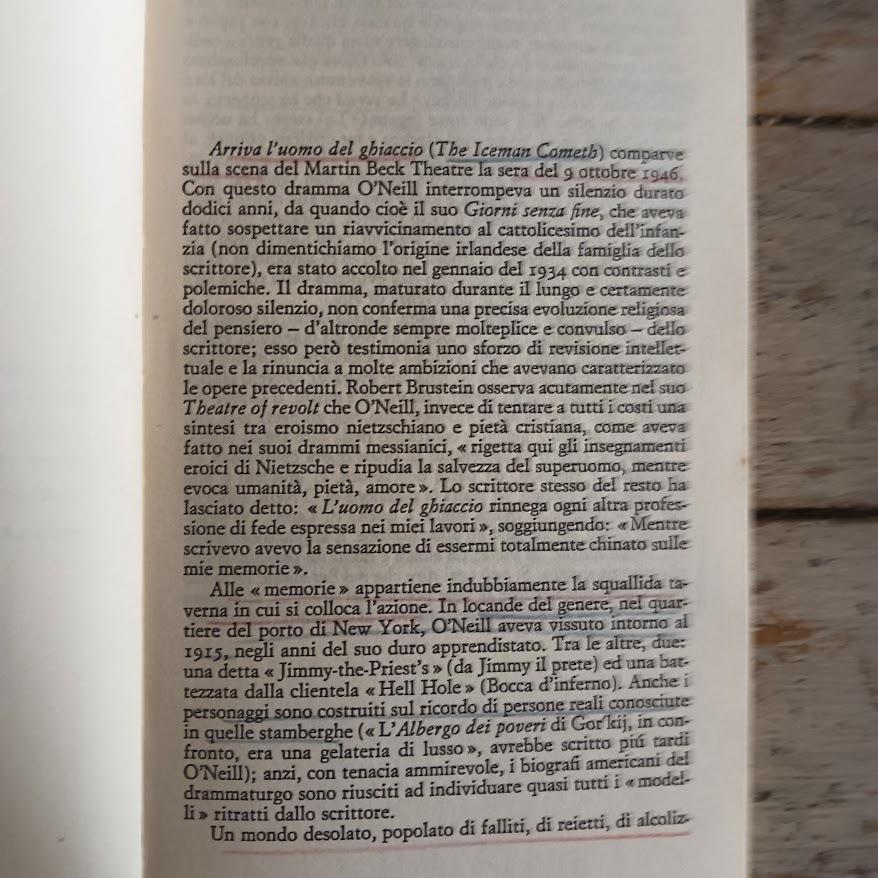 Arriva l'uomo del ghiaccio (The Iceman Cometh) comparve
sulla scena del Martin Beck Theatre la sera del 9 ottobre 1946.
Con questo dramma O'Neill interrompeva un silenzio durato
dodici anni, da quando cioè il suo Giorni senza fine, che aveva
fatto sospettare un riavvicinamento al cattolicesimo dell'infan-
zia (non dimentichiamo l'origine irlandese della famiglia dello
scrittore), era stato accolto nel gennaio del 1934 con contrasti e
polemiche. Il dramma, maturato durante il lungo e certamente
doloroso silenzio, non conferma una precisa evoluzione religiosa
del pensiero – d'altronde sempre molteplice e convulso – dello
scrittore; esso però testimonia uno sforzo di revisione intellet-
tuale e la rinuncia a molte ambizioni che avevano caratterizzato
le opere precedenti. Robert Brustein osserva acutamente nel suo
Theatre of revolt che O'Neill, invece di tentare a tutti i costi una
sintesi tra eroismo nietzschiano e pietà cristiana, come aveva
fatto nei suoi drammi messianici, « rigetta qui gli insegnamenti
eroici di Nietzsche e ripudia la salvezza del superuomo, mentre
evoca umanità, pietà, amore ». Lo scrittore stesso del resto ha
lasciato detto: « L'uomo del ghiaccio rinnega ogni altra profes-
sione di fede espressa nei miei lavori », soggiungendo: « Mentre
scrivevo avevo la sensazione di essermi totalmente chinato sulle
mie memorie ».
Alle « memorie » appartiene indubbiamente la squallida ta-
verna in cui si colloca l'azione. In locande del genere, nel quar-
tiere del porto di New York, O'Neill aveva vissuto intorno al
1915, negli anni del suo duro apprendistato. Tra le altre, due:
una detta « Jimmy-the-Priest's » (da Jimmy il prete) ed una bat-
tezzata dalla clientela « Hell Hole » (Bocca d'inferno). Anche i
personaggi sono costruiti sul ricordo di persone reali conosciute
in quelle stamberghe (« L'Albergo dei poveri di Gor'kij, in con-
fronto, era una gelateria di lusso », avrebbe scritto piú tardi
O'Neill); anzi, con tenacia ammirevole, i biografi americani del
drammaturgo sono riusciti ad individuare quasi tutti i « model-
li » ritratti dallo scrittore.
Un mondo desolato, popolato di falliti, di reietti, di alcoliz-